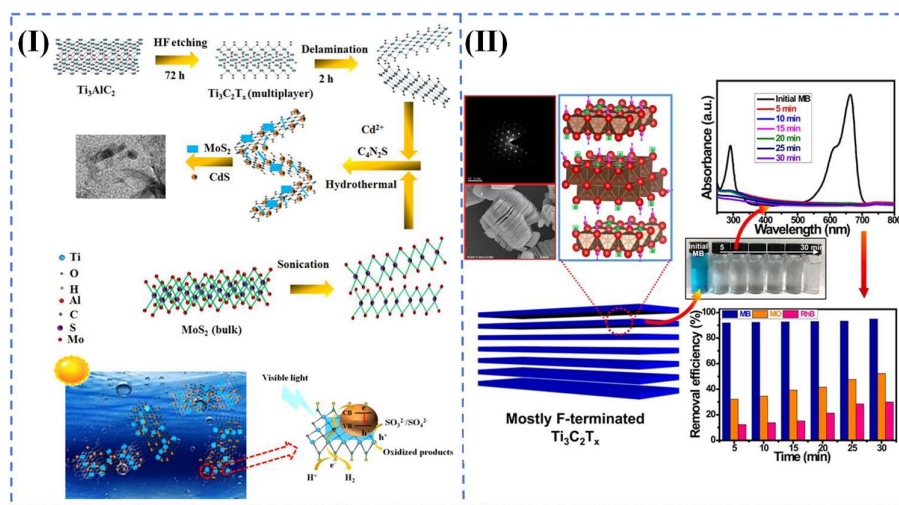 (I)
HF etching
72 h
Delamination
2 h
Ti₃AlC₂
Ti₃C₂Tₓ (multiplayer)
MoS₂
CdS
Cd²⁺
C₄N₂S
Hydrothermal
Ti
O
H
Al
C
S
Mo
Sonication
MoS₂ (bulk)
Visible light
CB
e⁻
VB
h⁺
SO₃²⁻/SO₄²⁻
h⁺
Oxidized products
e⁻
H⁺
H₂
(II)
Mostly F-terminated
Ti₃C₂Tₓ
Absorbance (a.u.)
Initial MB
5 min
10 min
15 min
20 min
25 min
30 min
300 400 500 600 700 800
Wavelength (nm)
Initial
MB
5
30 min
Removal efficiency (%)
MB MO RhB
100
80
60
40
20
0
5 10 15 20 25 30
Time (min)